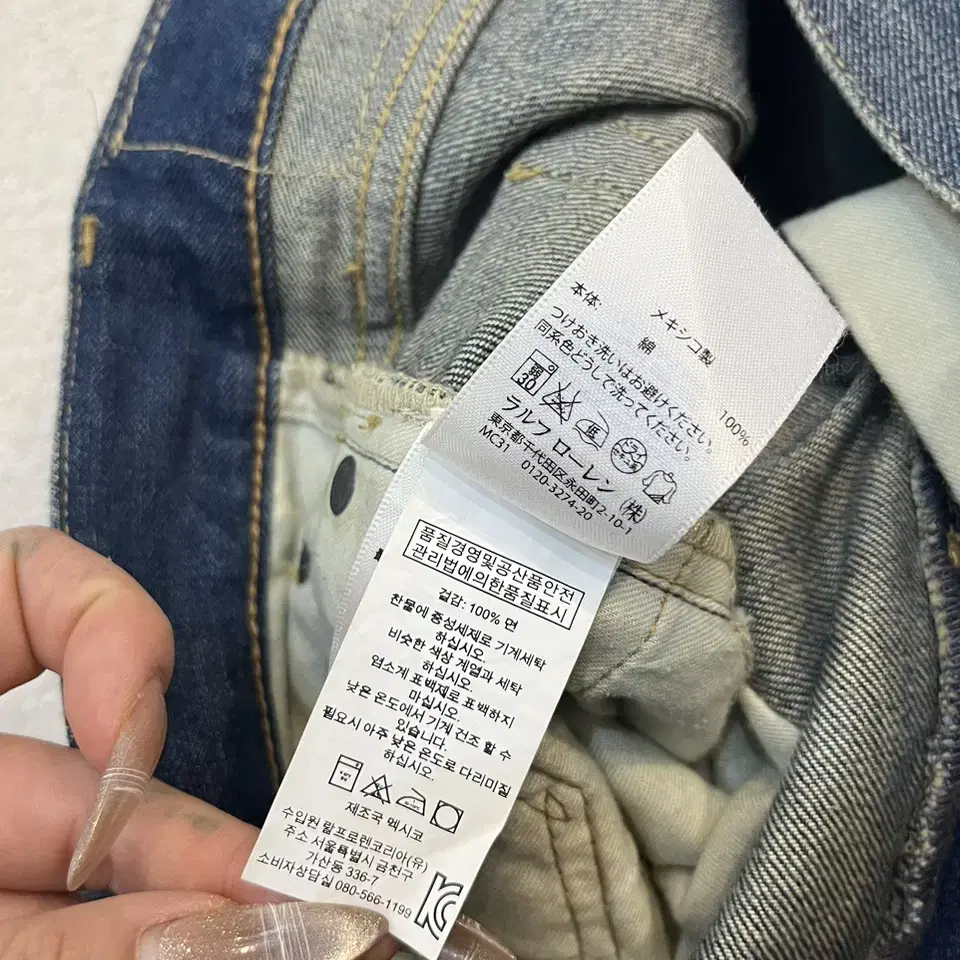 メキシコ製
本体:
綿
100%
つけおき洗いはお避けください。
同系色どうしで洗ってください。
弱
30
ラルフ ローレン (株)
東京都千代田区永田町2-10-1
MC31 0120-3274-20
품질경영및공산품안전
관리법에의한품질표시
겉감: 100% 면
찬물에 중성세제로 기계세탁
하십시오.
비슷한 색상 계열과 세탁
하십시오.
염소계 표백제로 표백하지
마십시오.
낮은 온도에서 기계 건조 할 수
있습니다.
필요시 아주 낮은 온도로 다리미질
하십시오.
제조국 멕시코
수입원 랄프로렌코리아(유)
주소 서울특별시 금천구
가산동 336-7
소비자상담실 080-566-1199